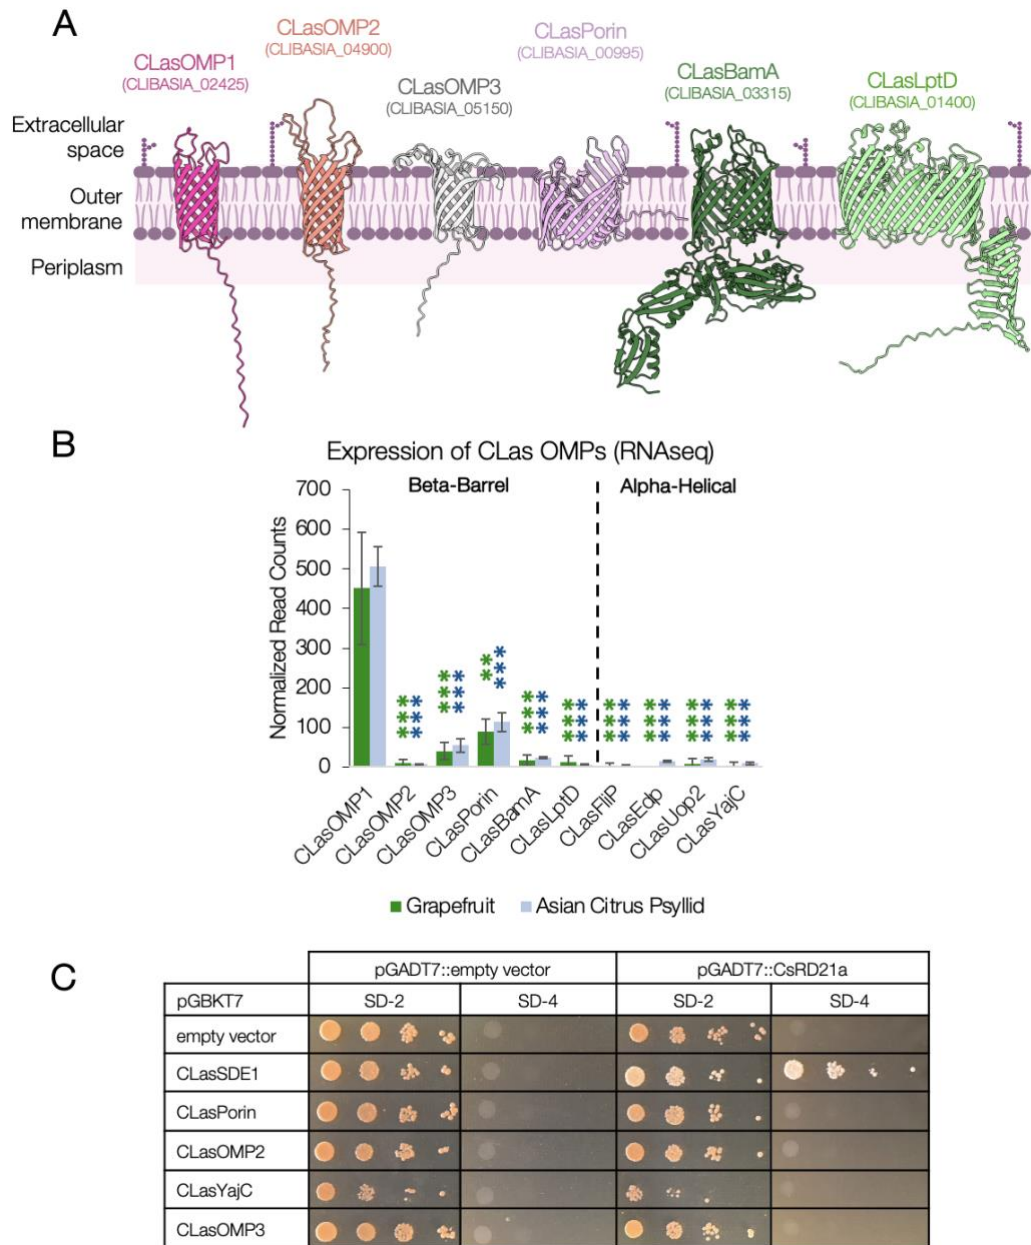 A
CLasOMP1
(CLIBASIA_02425)
CLasOMP2
(CLIBASIA_04900)
CLasOMP3
(CLIBASIA_05150)
CLasPorin
(CLIBASIA_00995)
CLasBamA
(CLIBASIA_03315)
CLasLptD
(CLIBASIA_01400)
Extracellular
space
Outer
membrane
Periplasm
B
Expression of CLas OMPs (RNAseq)
Beta-Barrel
Alpha-Helical
Normalized Read Counts
700
600
500
400
300
200
100
0
** ***
*** *** *** *** *** *** *** *** *** *** *** *** *** *** *** ***
CLasOMP1
CLasOMP2
CLasOMP3
CLasPorin
CLasBamA
CLasLptD
CLasFliP
CLasEdp
CLasUop2
CLasYajC
Grapefruit
Asian Citrus Psyllid
C
pGADT7::empty vector pGADT7::CsRD21a
pGBKT7 SD-2 SD-4 SD-2 SD-4
empty vector
CLasSDE1
CLasPorin
CLasOMP2
CLasYajC
CLasOMP3